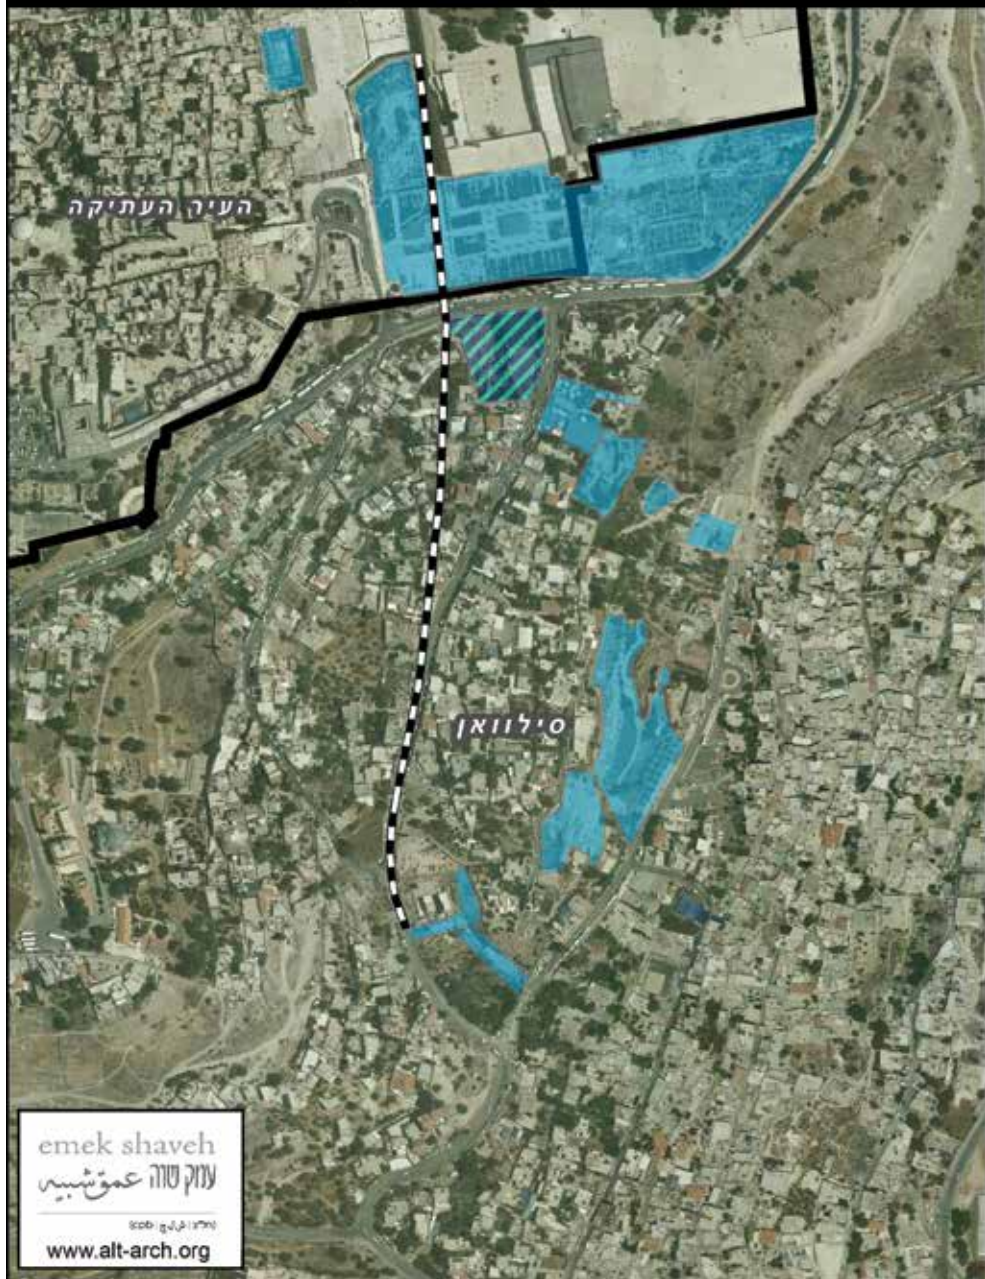 העיר העתיקה
סילוואן
emek shaveh
עמק שווה عمق شبيه
www.alt-arch.org